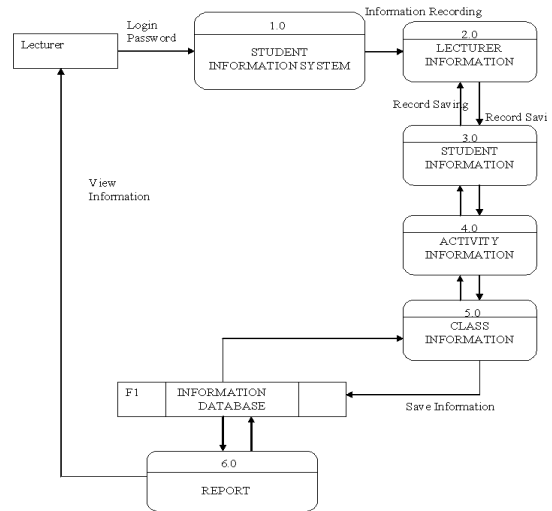 Information Recording
Login
Password
1.0
STUDENT
INFORMATION SYSTEM
Lecturer
2.0
LECTURER
INFORMATION
Record Saving
Record Savi
3.0
STUDENT
INFORMATION
View
Information
4.0
ACTIVITY
INFORMATION
5.0
CLASS
INFORMATION
F1
INFORMATION
DATABASE
Save Information
6.0
REPORT